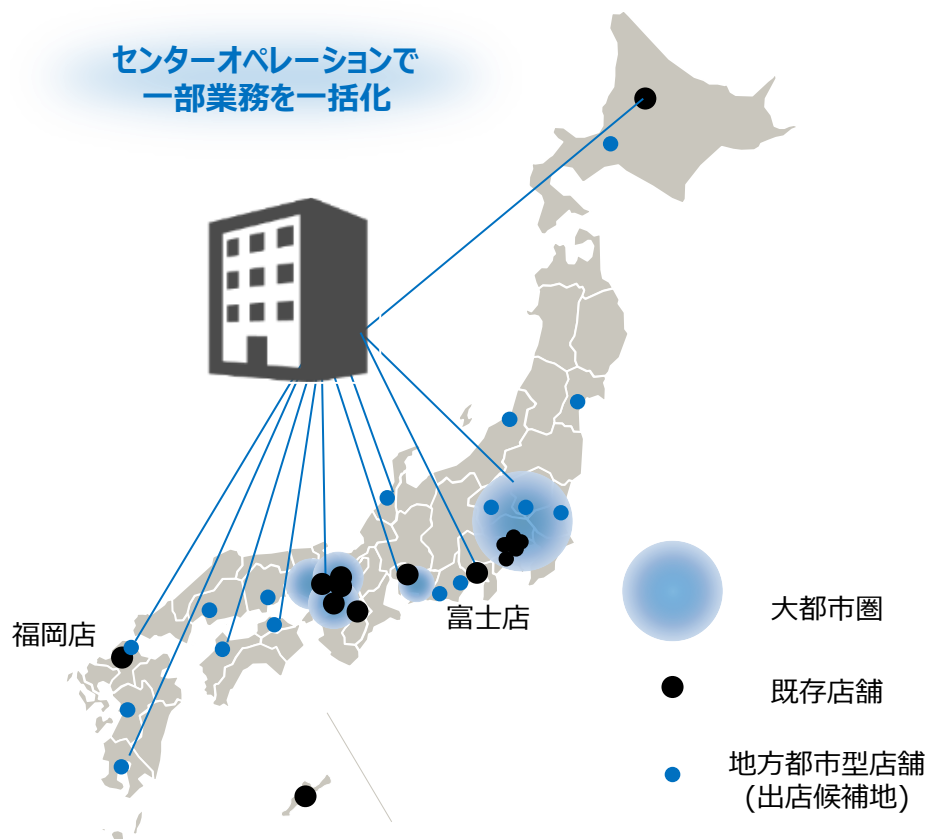 センターオペレーションで
一部業務を一括化
福岡店
富士店
大都市圏
既存店舗
地方都市型店舗
(出店候補地)